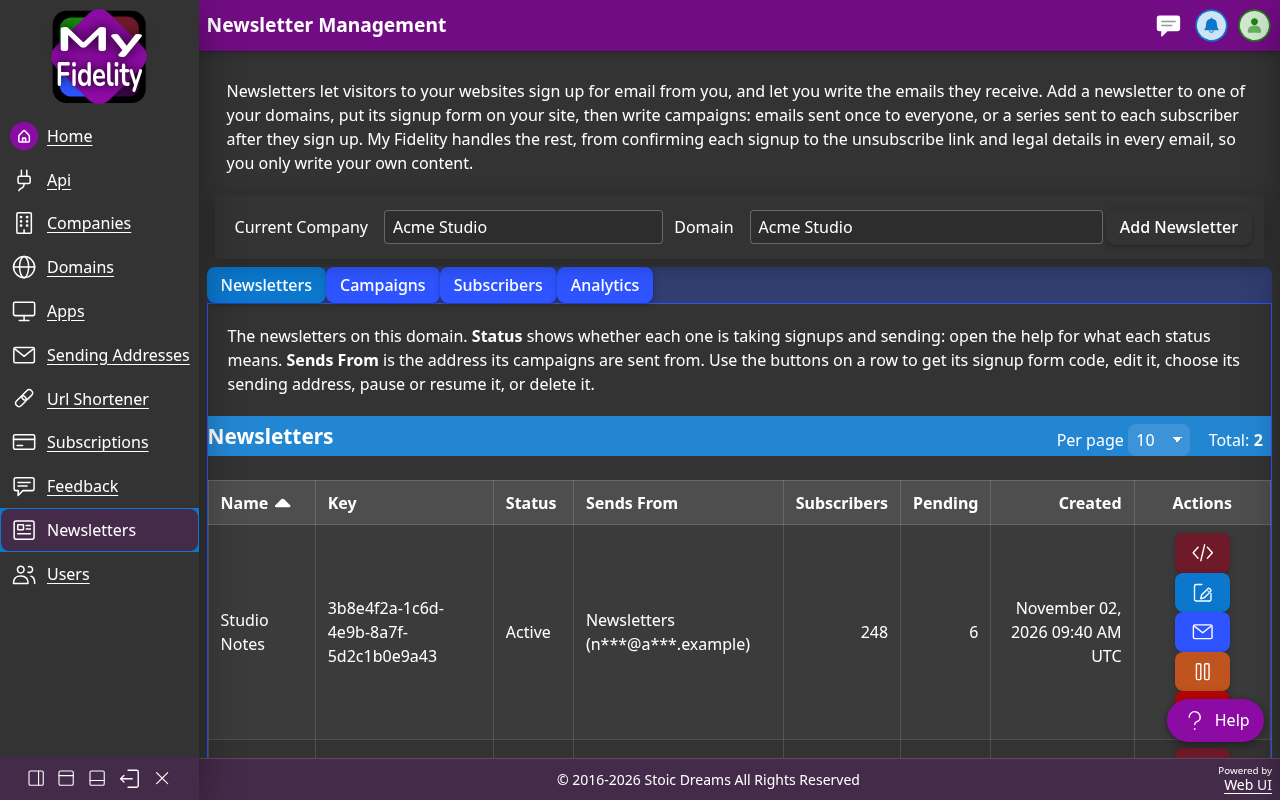 My
Fidelity
Home
Api
Companies
Domains
Apps
Sending Addresses
Url Shortener
Subscriptions
Feedback
Newsletters
Users
Newsletter Management
Newsletters let visitors to your websites sign up for email from you, and let you write the emails they receive. Add a newsletter to one of
your domains, put its signup form on your site, then write campaigns: emails sent once to everyone, or a series sent to each subscriber
after they sign up. My Fidelity handles the rest, from confirming each signup to the unsubscribe link and legal details in every email, so
you only write your own content.
Current Company Acme Studio Domain Acme Studio Add Newsletter
Newsletters Campaigns Subscribers Analytics
The newsletters on this domain. Status shows whether each one is taking signups and sending: open the help for what each status
means. Sends From is the address its campaigns are sent from. Use the buttons on a row to get its signup form code, edit it, choose its
sending address, pause or resume it, or delete it.
Newsletters Per page 10 Total: 2
Name Key Status Sends From Subscribers Pending Created Actions
Studio
Notes
3b8e4f2a-1c6d-
4e9b-8a7f-
5d2c1b0e9a43
Active
Newsletters
(n***@a***.example)
248
6
November 02,
2026 09:40 AM
UTC
Help
© 2016-2026 Stoic Dreams All Rights Reserved
Powered by
Web UI